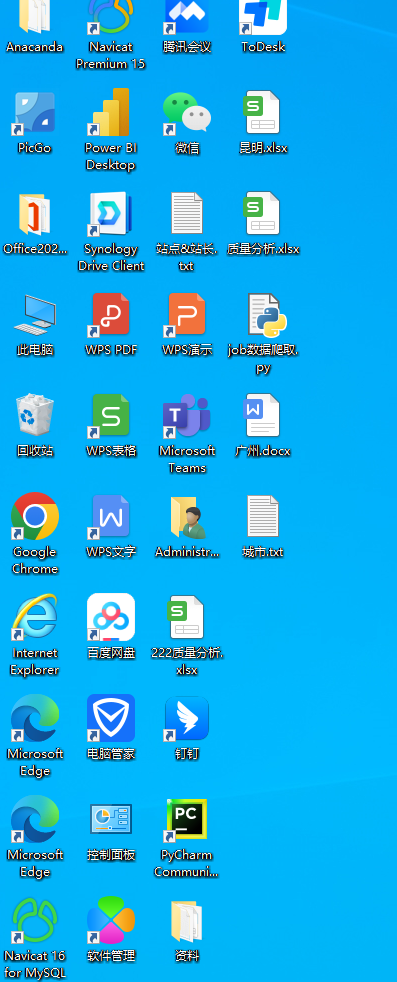 Anacanda
Navicat
Premium 15
腾讯会议
ToDesk
PicGo
Power BI
Desktop
微信
昆明.xlsx
Office202...
Synology
Drive Client
站点&站长.
txt
质量分析.xlsx
此电脑
WPS PDF
WPS演示
job数据爬取.
py
回收站
WPS表格
Microsoft
Teams
广州.docx
Google
Chrome
WPS文字
Administr...
城市.txt
Internet
Explorer
百度网盘
222质量分析.
xlsx
Microsoft
Edge
电脑管家
钉钉
Microsoft
Edge
控制面板
PyCharm
Communi...
Navicat 16
for MySQL
软件管理
资料